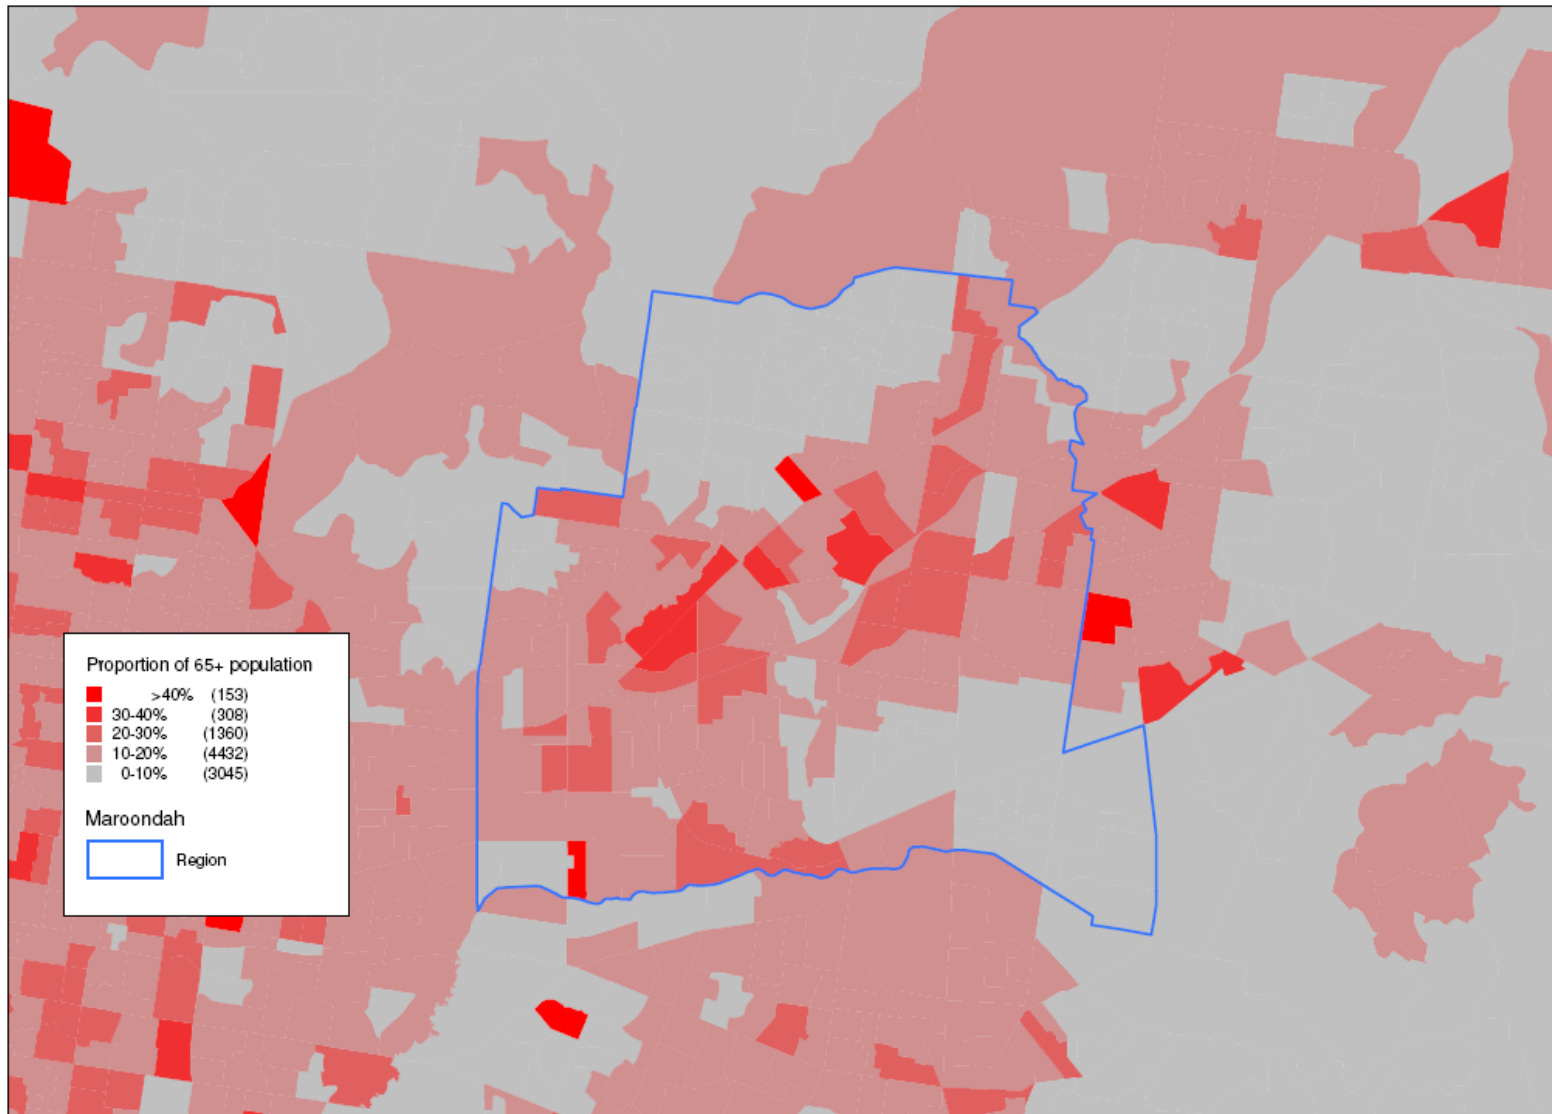 Proportion of 65+ population
>40% (153)
30-40% (308)
20-30% (1360)
10-20% (4432)
0-10% (3045)
Maroondah
Region